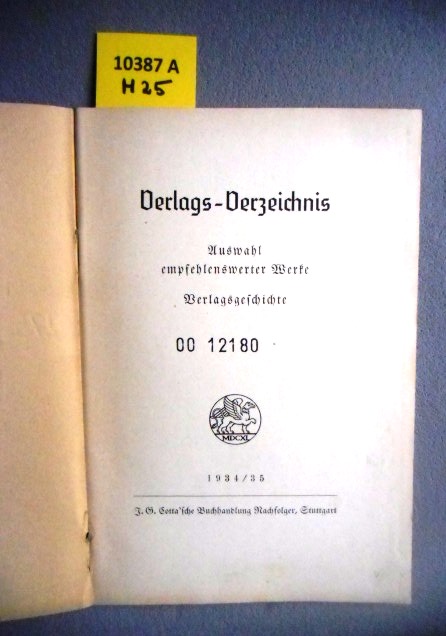 10387 A
H 25
Verlags-Verzeichnis
Auswahl
empfehlenswerter Werke
Verlagsgeschichte
00 12180
MDCXL
1934/35
J. G. Cotta'sche Buchhandlung Nachfolger, Stuttgart